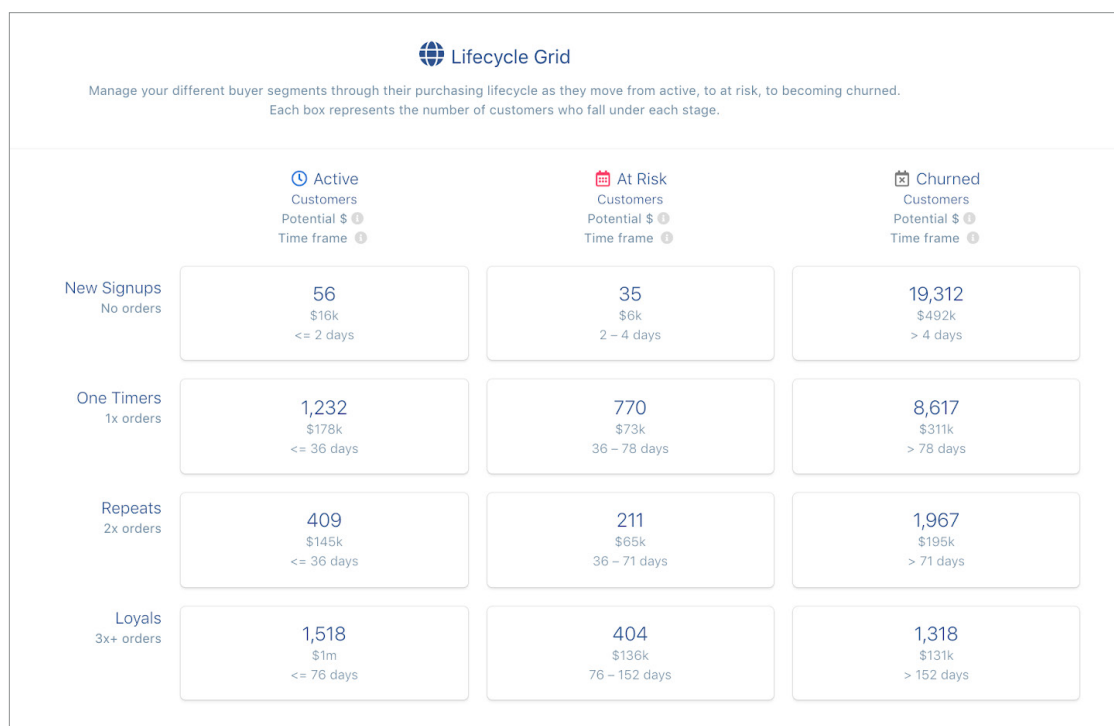 Lifecycle Grid
Manage your different buyer segments through their purchasing lifecycle as they move from active, to at risk, to becoming churned.
Each box represents the number of customers who fall under each stage.
Active
Customers
Potential $
Time frame
At Risk
Customers
Potential $
Time frame
Churned
Customers
Potential $
Time frame
New Signups
No orders
56
$16k
<= 2 days
35
$6k
2 – 4 days
19,312
$492k
> 4 days
One Timers
1x orders
1,232
$178k
<= 36 days
770
$73k
36 – 78 days
8,617
$311k
> 78 days
Repeats
2x orders
409
$145k
<= 36 days
211
$65k
36 – 71 days
1,967
$195k
> 71 days
Loyals
3x+ orders
1,518
$1m
<= 76 days
404
$136k
76 – 152 days
1,318
$131k
> 152 days